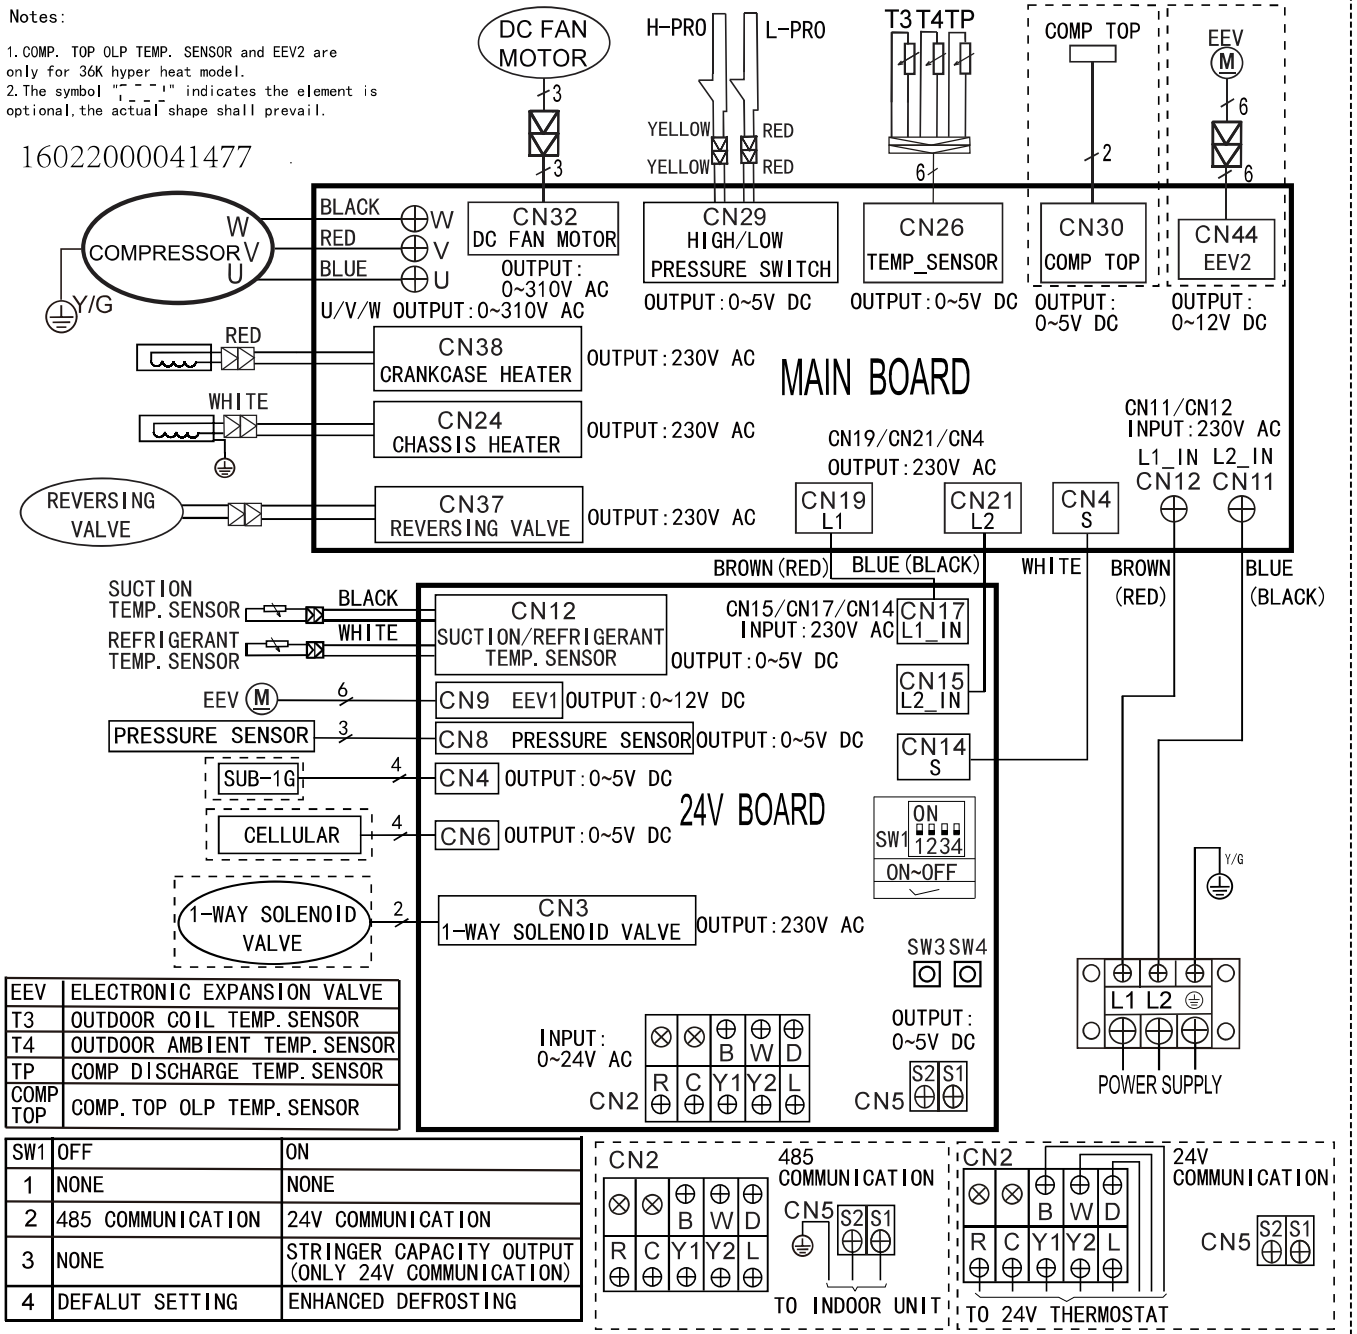 Notes:
1.COMP. TOP OLP TEMP. SENSOR and EEV2 are
only for 36K hyper heat model.
2.The symbol " " indicates the element is
optional,the actual shape shall prevail.
16022000041477
DC FAN
MOTOR
3
3
H-PRO
L-PRO
YELLOW
RED
YELLOW
RED
T3 T4 TP
6
COMP TOP
2
EEV
M
6
6
COMPRESSOR
W
V
U
Y/G
BLACK
W
RED
V
BLUE
U
U/V/W OUTPUT:0~310V AC
CN32
DC FAN MOTOR
OUTPUT:
0~310V AC
CN29
HIGH/LOW
PRESSURE SWITCH
OUTPUT:0~5V DC
CN26
TEMP_SENSOR
OUTPUT:0~5V DC
CN30
COMP TOP
OUTPUT:
0~5V DC
CN44
EEV2
OUTPUT:
0~12V DC
RED
CN38
CRANKCASE HEATER
OUTPUT:230V AC
MAIN BOARD
WHITE
CN24
CHASSIS HEATER
OUTPUT:230V AC
REVERSING
VALVE
CN37
REVERSING VALVE
OUTPUT:230V AC
CN19/CN21/CN4
OUTPUT:230V AC
CN19
L1
CN21
L2
CN4
S
CN11/CN12
INPUT:230V AC
L1_IN L2_IN
CN12 CN11
BROWN(RED)
BLUE(BLACK)
WHITE
BROWN
(RED)
BLUE
(BLACK)
SUCTION
TEMP.SENSOR
BLACK
REFRIGERANT
TEMP.SENSOR
WHITE
CN12
SUCTION/REFRIGERANT
TEMP.SENSOR
OUTPUT:0~5V DC
CN15/CN17/CN14
INPUT:230V AC
CN17
L1_IN
CN15
L2_IN
CN14
S
EEV
M
6
CN9 EEV1
OUTPUT:0~12V DC
PRESSURE SENSOR
3
CN8 PRESSURE SENSOR
OUTPUT:0~5V DC
SUB-1G
4
CN4
OUTPUT:0~5V DC
CELLULAR
4
CN6
OUTPUT:0~5V DC
24V BOARD
SW1
ON
1234
ON~OFF
1-WAY SOLENOID
VALVE
2
CN3
1-WAY SOLENOID VALVE
OUTPUT:230V AC
SW3 SW4
Y/G
L1 L2
POWER SUPPLY
EEV ELECTRONIC EXPANSION VALVE
T3 OUTDOOR COIL TEMP.SENSOR
T4 OUTDOOR AMBIENT TEMP.SENSOR
TP COMP DISCHARGE TEMP.SENSOR
COMP
TOP COMP.TOP OLP TEMP.SENSOR
INPUT:
0~24V AC
CN2
B W D
R C Y1 Y2 L
OUTPUT:
0~5V DC
CN5
S2 S1
SW1 OFF ON
1 NONE NONE
2 485 COMMUNICATION 24V COMMUNICATION
3 NONE STRINGER CAPACITY OUTPUT
(ONLY 24V COMMUNICATION)
4 DEFALUT SETTING ENHANCED DEFROSTING
CN2
B W D
R C Y1 Y2 L
485
COMMUNICATION
CN5
S2 S1
TO INDOOR UNIT
CN2
B W D
R C Y1 Y2 L
TO 24V THERMOSTAT
24V
COMMUNICATION
CN5
S2 S1